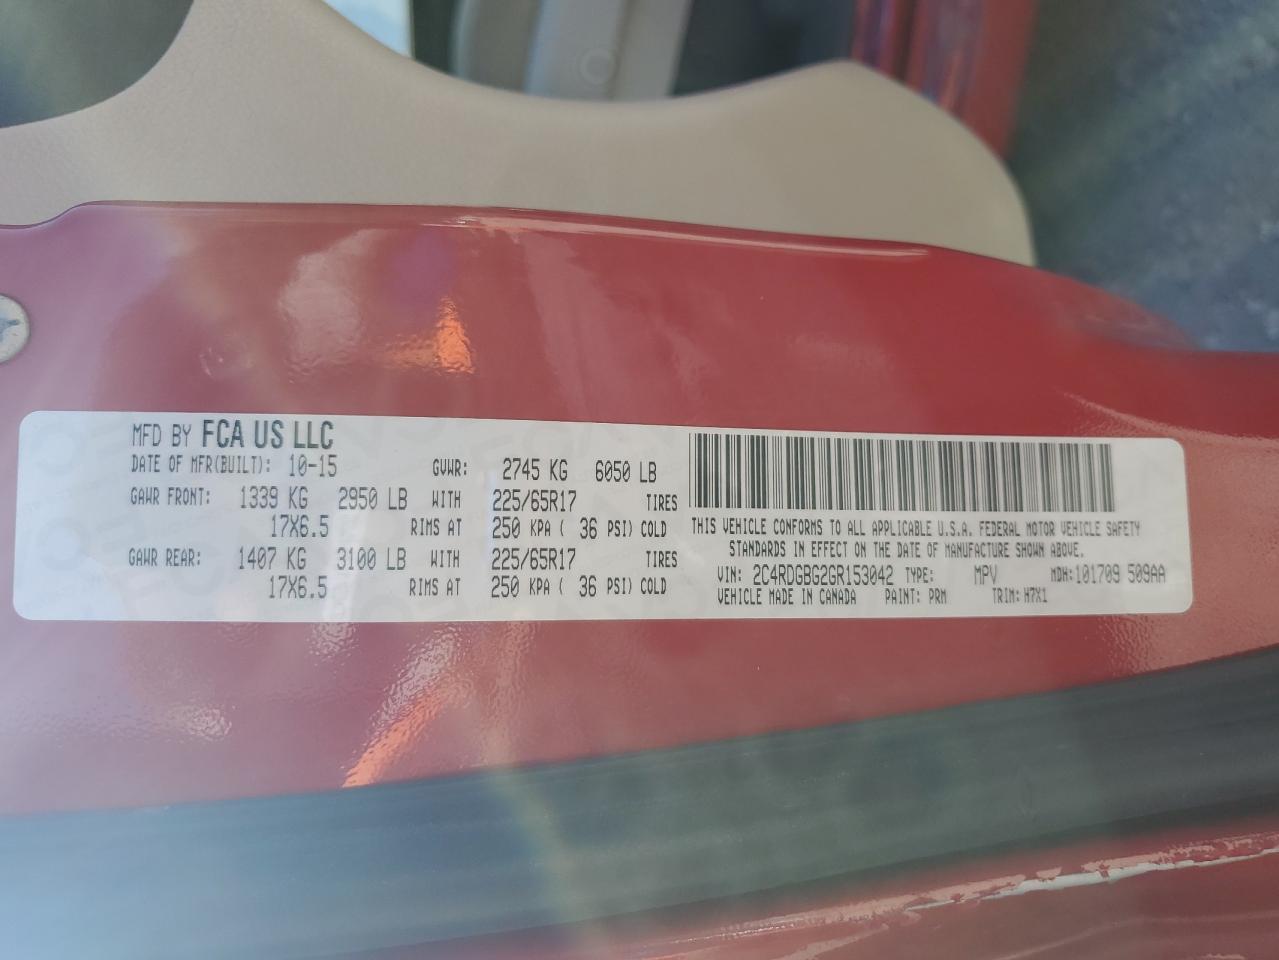 MFD BY FCA US LLC
DATE OF MFR(BUILT): 10-15 GVWR: 2745 KG 6050 LB
GAWR FRONT: 1339 KG 2950 LB WITH 225/65R17 TIRES
17X6.5 RIMS AT 250 KPA ( 36 PSI) COLD
GAWR REAR: 1407 KG 3100 LB WITH 225/65R17 TIRES
17X6.5 RIMS AT 250 KPA ( 36 PSI) COLD
THIS VEHICLE CONFORMS TO ALL APPLICABLE U.S.A. FEDERAL MOTOR VEHICLE SAFETY
STANDARDS IN EFFECT ON THE DATE OF MANUFACTURE SHOWN ABOVE.
VIN: 2C4RDGBG2GR153042 TYPE: MPV MDH:101709 509AA
VEHICLE MADE IN CANADA PAINT: PRM TRIM: H7X1